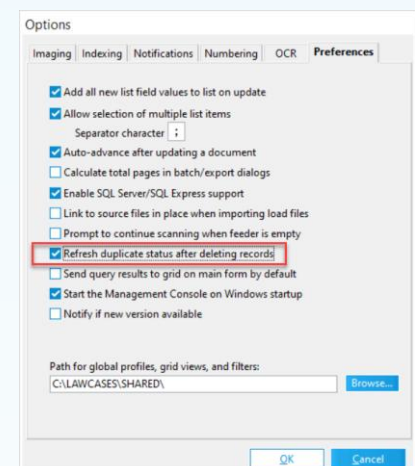 Options
Imaging Indexing Notifications Numbering OCR Preferences
Add all new list field values to list on update
Allow selection of multiple list items
Separator character ;
Auto-advance after updating a document
Calculate total pages in batch/export dialogs
Enable SQL Server/SQL Express support
Link to source files in place when importing load files
Prompt to continue scanning when feeder is empty
Refresh duplicate status after deleting records
Send query results to grid on main form by default
Start the Management Console on Windows startup
Notify if new version available
Path for global profiles, grid views, and filters:
C:\LAWCASES\SHARED\ Browse...
OK Cancel